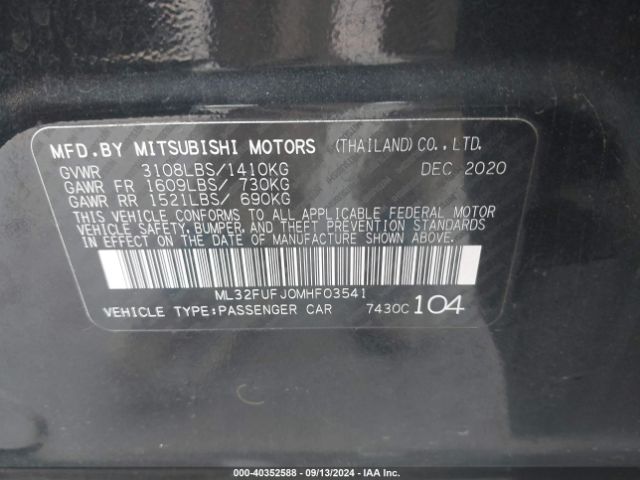 MFD.BY MITSUBISHI MOTORS (THAILAND) CO., LTD.
GVWR 3108LBS/1410KG DEC 2020
GAWR FR 1609LBS/ 730KG
GAWR RR 1521LBS/ 690KG
THIS VEHICLE CONFORMS TO ALL APPLICABLE FEDERAL MOTOR
VEHICLE SAFETY, BUMPER, AND THEFT PREVENTION STANDARDS
IN EFFECT ON THE DATE OF MANUFACTURE SHOWN ABOVE.
ML32FUFJ0MHF03541
VEHICLE TYPE:PASSENGER CAR 7430C 104
000-40352588 - 09/13/2024 - IAA Inc.